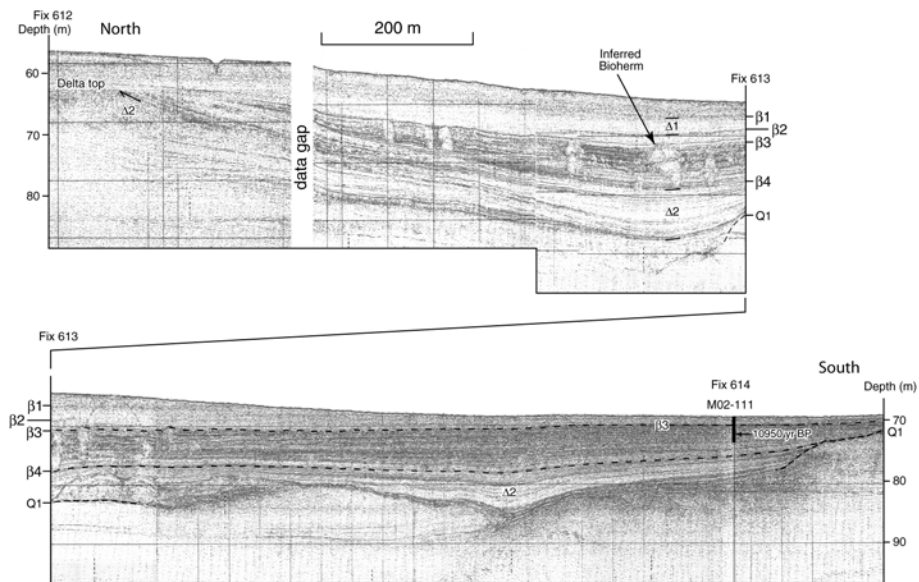 Fix 612
Depth (m)
North
200 m
60
70
80
Delta top
Δ2
data gap
Inferred
Bioherm
Fix 613
Δ1
Δ2
β1
β2
β3
β4
Q1
Fix 613
South
Fix 614
M02-111
Depth (m)
β1
β2
β3
β4
Q1
β3
10950 yr BP
Δ2
70
Q1
80
90